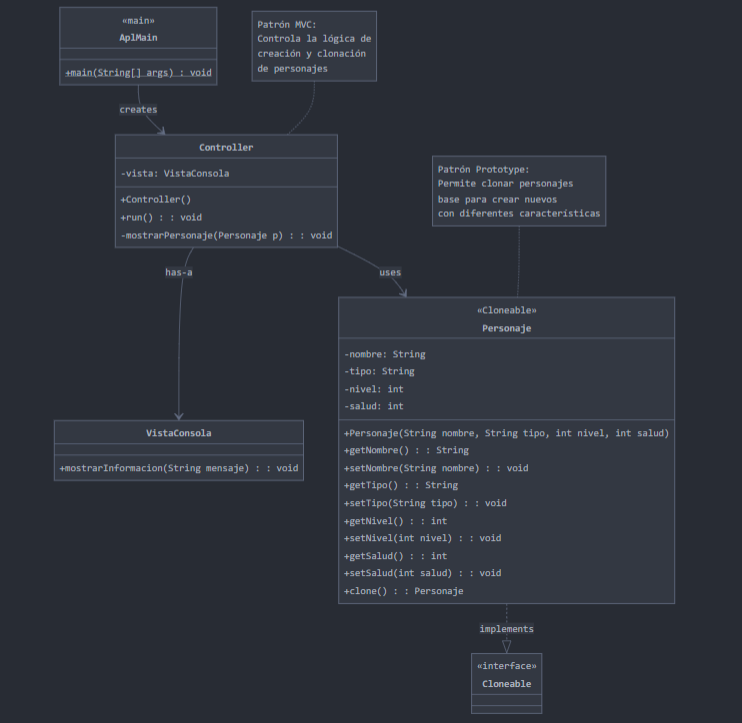 «main»
AplMain
+main(String[] args) : void
Patrón MVC:
Controla la lógica de
creación y clonación
de personajes
creates
Controller
-vista: VistaConsola
+Controller()
+run() : : void
-mostrarPersonaje(Personaje p) : : void
Patrón Prototype:
Permite clonar personajes
base para crear nuevos
con diferentes características
has-a
uses
«Cloneable»
Personaje
-nombre: String
-tipo: String
-nivel: int
-salud: int
+Personaje(String nombre, String tipo, int nivel, int salud)
+getNombre() : : String
+setNombre(String nombre) : : void
+getTipo() : : String
+setTipo(String tipo) : : void
+getNivel() : : int
+setNivel(int nivel) : : void
+getSalud() : : int
+setSalud(int salud) : : void
+clone() : : Personaje
VistaConsola
+mostrarInformacion(String mensaje) : : void
implements
«interface»
Cloneable